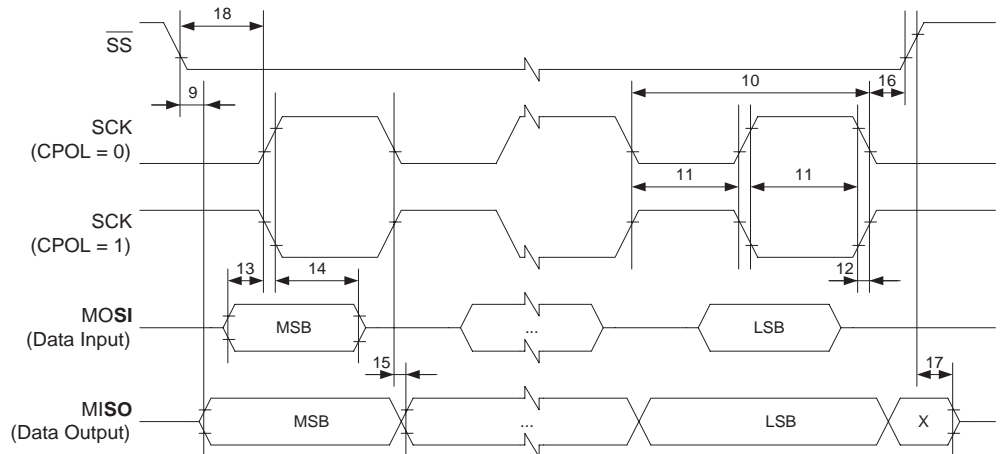 18
SS
9
10
16
SCK
(CPOL = 0)
11
11
SCK
(CPOL = 1)
13
14
12
MOSI
(Data Input)
MSB
...
LSB
15
17
MISO
(Data Output)
MSB
...
LSB
X